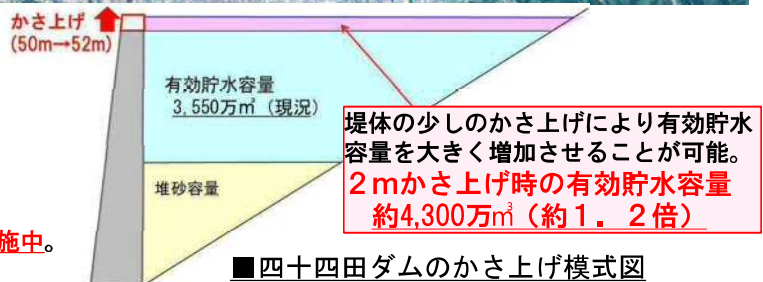 かさ上げ
(50m→52m)
有効貯水容量
3,550万㎥（現況）
堤体の少しのかさ上げにより有効貯水
容量を大きく増加させることが可能。
２ｍかさ上げ時の有効貯水容量
約4,300万㎥（約１．２倍）
堆砂容量
施中。
■四十四田ダムのかさ上げ模式図